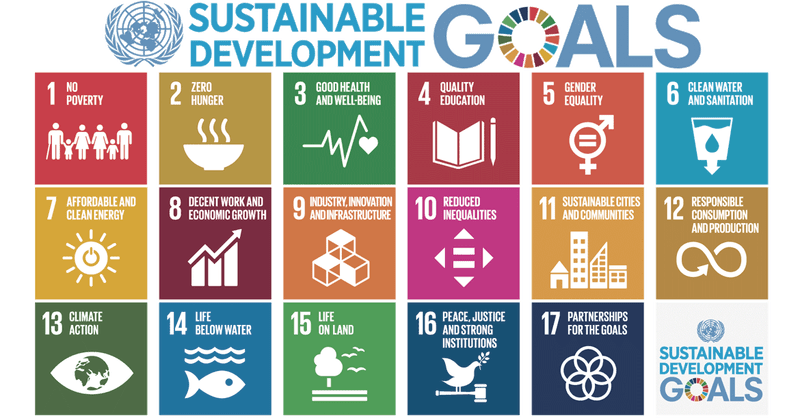 SUSTAINABLE
DEVELOPMENT
GOALS
1 NO
POVERTY
2 ZERO
HUNGER
3 GOOD HEALTH
AND WELL-BEING
4 QUALITY
EDUCATION
5 GENDER
EQUALITY
6 CLEAN WATER
AND SANITATION
7 AFFORDABLE AND
CLEAN ENERGY
8 DECENT WORK AND
ECONOMIC GROWTH
9 INDUSTRY, INNOVATION
AND INFRASTRUCTURE
10 REDUCED
INEQUALITIES
11 SUSTAINABLE CITIES
AND COMMUNITIES
12 RESPONSIBLE
CONSUMPTION
AND PRODUCTION
13 CLIMATE
ACTION
14 LIFE
BELOW WATER
15 LIFE
ON LAND
16 PEACE, JUSTICE
AND STRONG
INSTITUTIONS
17 PARTNERSHIPS
FOR THE GOALS
SUSTAINABLE
DEVELOPMENT
GOALS